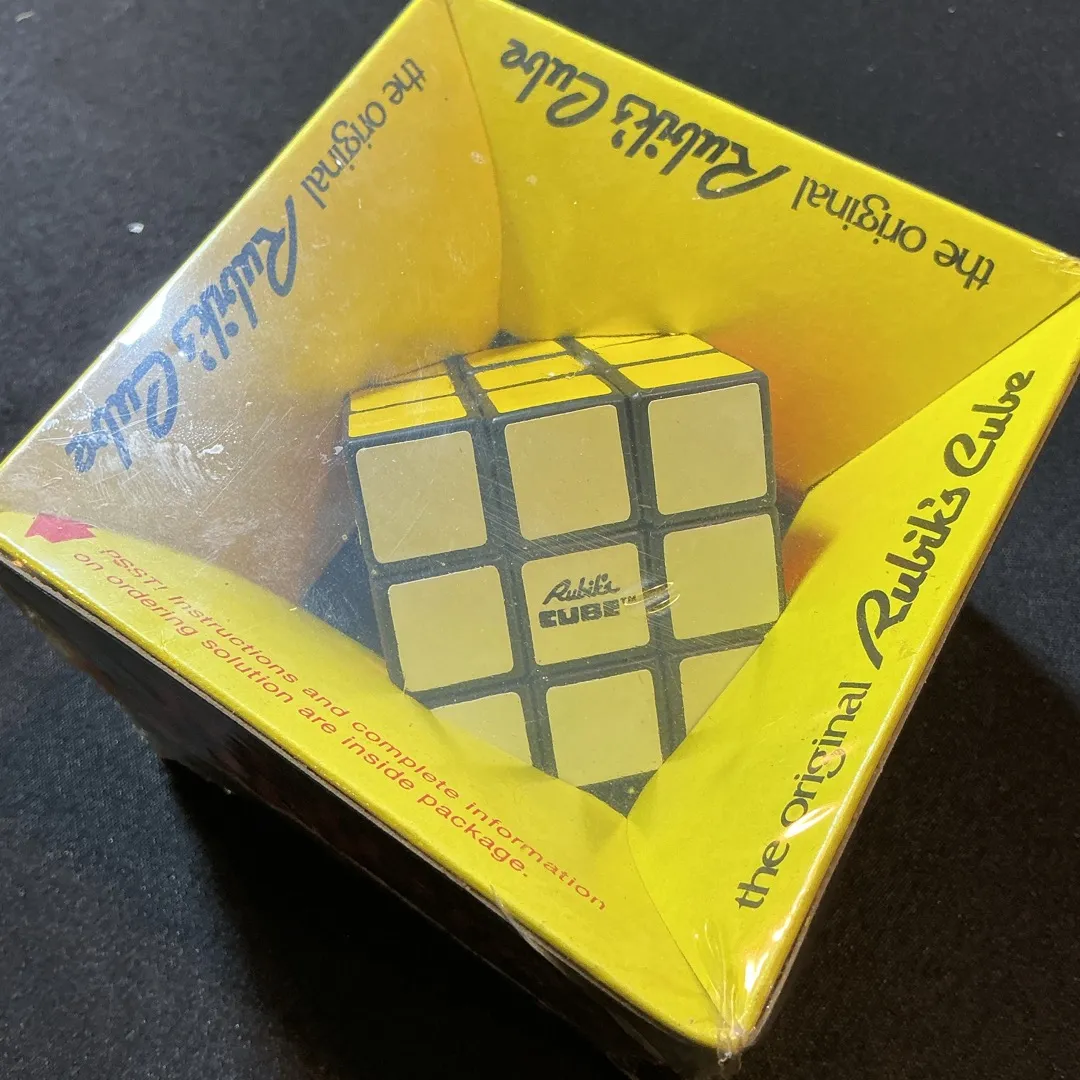 the original Rubik's Cube
the original Rubik's Cube
the original Rubik's Cube
Rubik's
CUBE™
PSST! Instructions and complete information
on ordering solution are inside package.